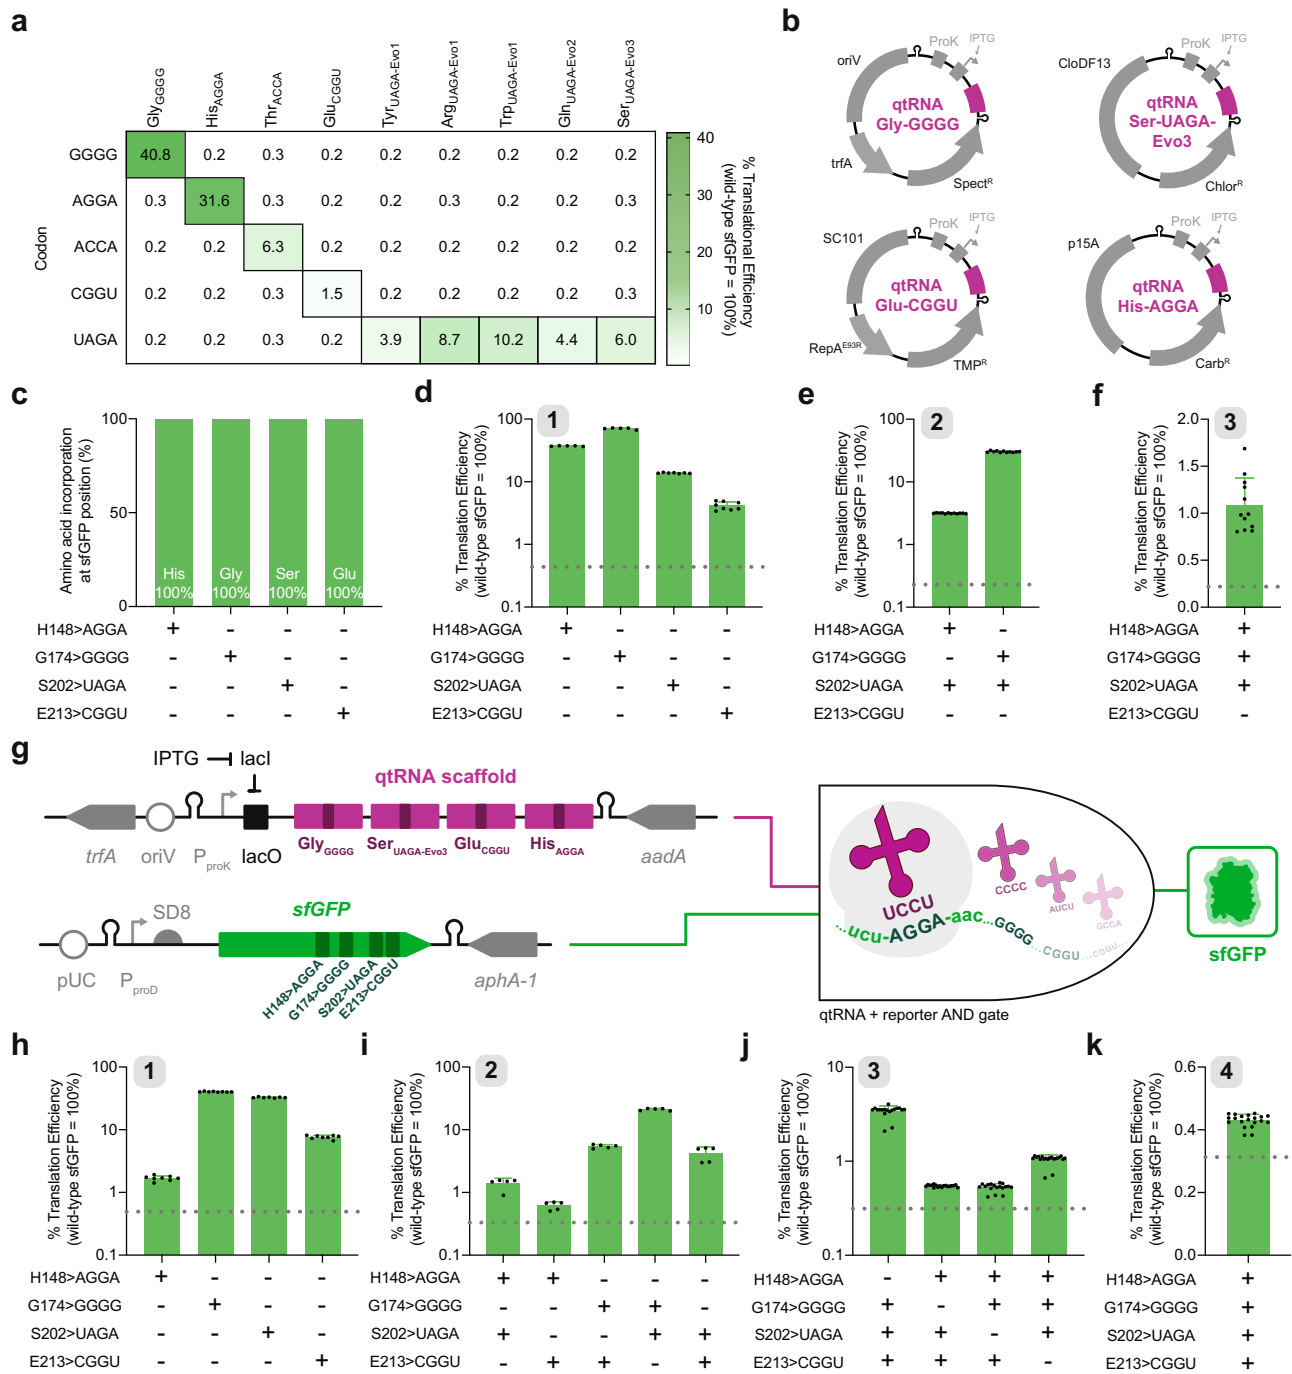 a
Gly GGGG
His AGGA
Thr ACCA
Glu CGGU
Tyr UAGA-Evo1
Arg UAGA-Evo1
Trp UAGA-Evo1
Gln UAGA-Evo2
Ser UAGA-Evo3
Codon
GGGG 40.8 0.2 0.3 0.2 0.2 0.2 0.2 0.2 0.2
AGGA 0.3 31.6 0.3 0.2 0.2 0.3 0.2 0.2 0.3
ACCA 0.2 0.2 6.3 0.2 0.2 0.2 0.2 0.2 0.2
CGGU 0.2 0.2 0.3 1.5 0.2 0.2 0.2 0.2 0.3
UAGA 0.2 0.2 0.3 0.2 3.9 8.7 10.2 4.4 6.0
40
30
20
10
% Translational Efficiency
(wild-type sfGFP = 100%)
b
oriV
ProK
IPTG
qtRNA
Gly-GGGG
trfA
Spect^R
CloDF13
ProK
IPTG
qtRNA
Ser-UAGA-
Evo3
Chlor^R
SC101
ProK
IPTG
qtRNA
Glu-CGGU
RepA^E93R
TMP^R
p15A
ProK
IPTG
qtRNA
His-AGGA
Carb^R
c
Amino acid incorporation
at sfGFP position (%)
100
50
0
His Gly Ser Glu
100% 100% 100% 100%
H148>AGGA + - - -
G174>GGGG - + - -
S202>UAGA - - + -
E213>CGGU - - - +
d
1
% Translation Efficiency
(wild-type sfGFP = 100%)
100
10
1
0.1
H148>AGGA + - - -
G174>GGGG - + - -
S202>UAGA - - + -
E213>CGGU - - - +
e
2
% Translation Efficiency
(wild-type sfGFP = 100%)
100
10
1
0.1
H148>AGGA + -
G174>GGGG - +
S202>UAGA + +
E213>CGGU - -
f
3
% Translation Efficiency
(wild-type sfGFP = 100%)
2.0
1.5
1.0
0.5
0.0
H148>AGGA +
G174>GGGG +
S202>UAGA +
E213>CGGU -
g
IPTG
lacI
qtRNA scaffold
Gly GGGG
Ser UAGA-Evo3
Glu CGGU
His AGGA
trfA
oriV
P proK
lacO
aadA
SD8
sfGFP
pUC
P proD
H148>AGGA
G174>GGGG
S202>UAGA
E213>CGGU
aphA-1
UCCU
CCCC
AUCU
GCCA
...ucu-AGGA-aac...GGGG...CGGU...CGGU...
qtRNA + reporter AND gate
sfGFP
h
1
% Translation Efficiency
(wild-type sfGFP = 100%)
100
10
1
0.1
H148>AGGA + - - -
G174>GGGG - + - -
S202>UAGA - - + -
E213>CGGU - - - +
i
2
% Translation Efficiency
(wild-type sfGFP = 100%)
100
10
1
0.1
H148>AGGA + + - - -
G174>GGGG - - + + -
S202>UAGA + - - + +
E213>CGGU - + + - +
j
3
% Translation Efficiency
(wild-type sfGFP = 100%)
10
1
0.1
H148>AGGA - + + +
G174>GGGG + - + +
S202>UAGA + + - +
E213>CGGU + + + -
k
4
% Translation Efficiency
(wild-type sfGFP = 100%)
0.6
0.4
0.2
0.0
H148>AGGA +
G174>GGGG +
S202>UAGA +
E213>CGGU +